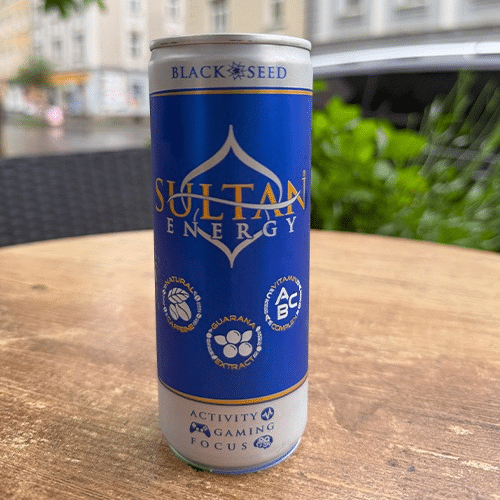 BLACK SEED
SULTAN
ENERGY
NATURAL
CAFFEINE
GUARANA
EXTRACT
VITAMIN
A
B C
COMPLEX
ACTIVITY
GAMING
FOCUS